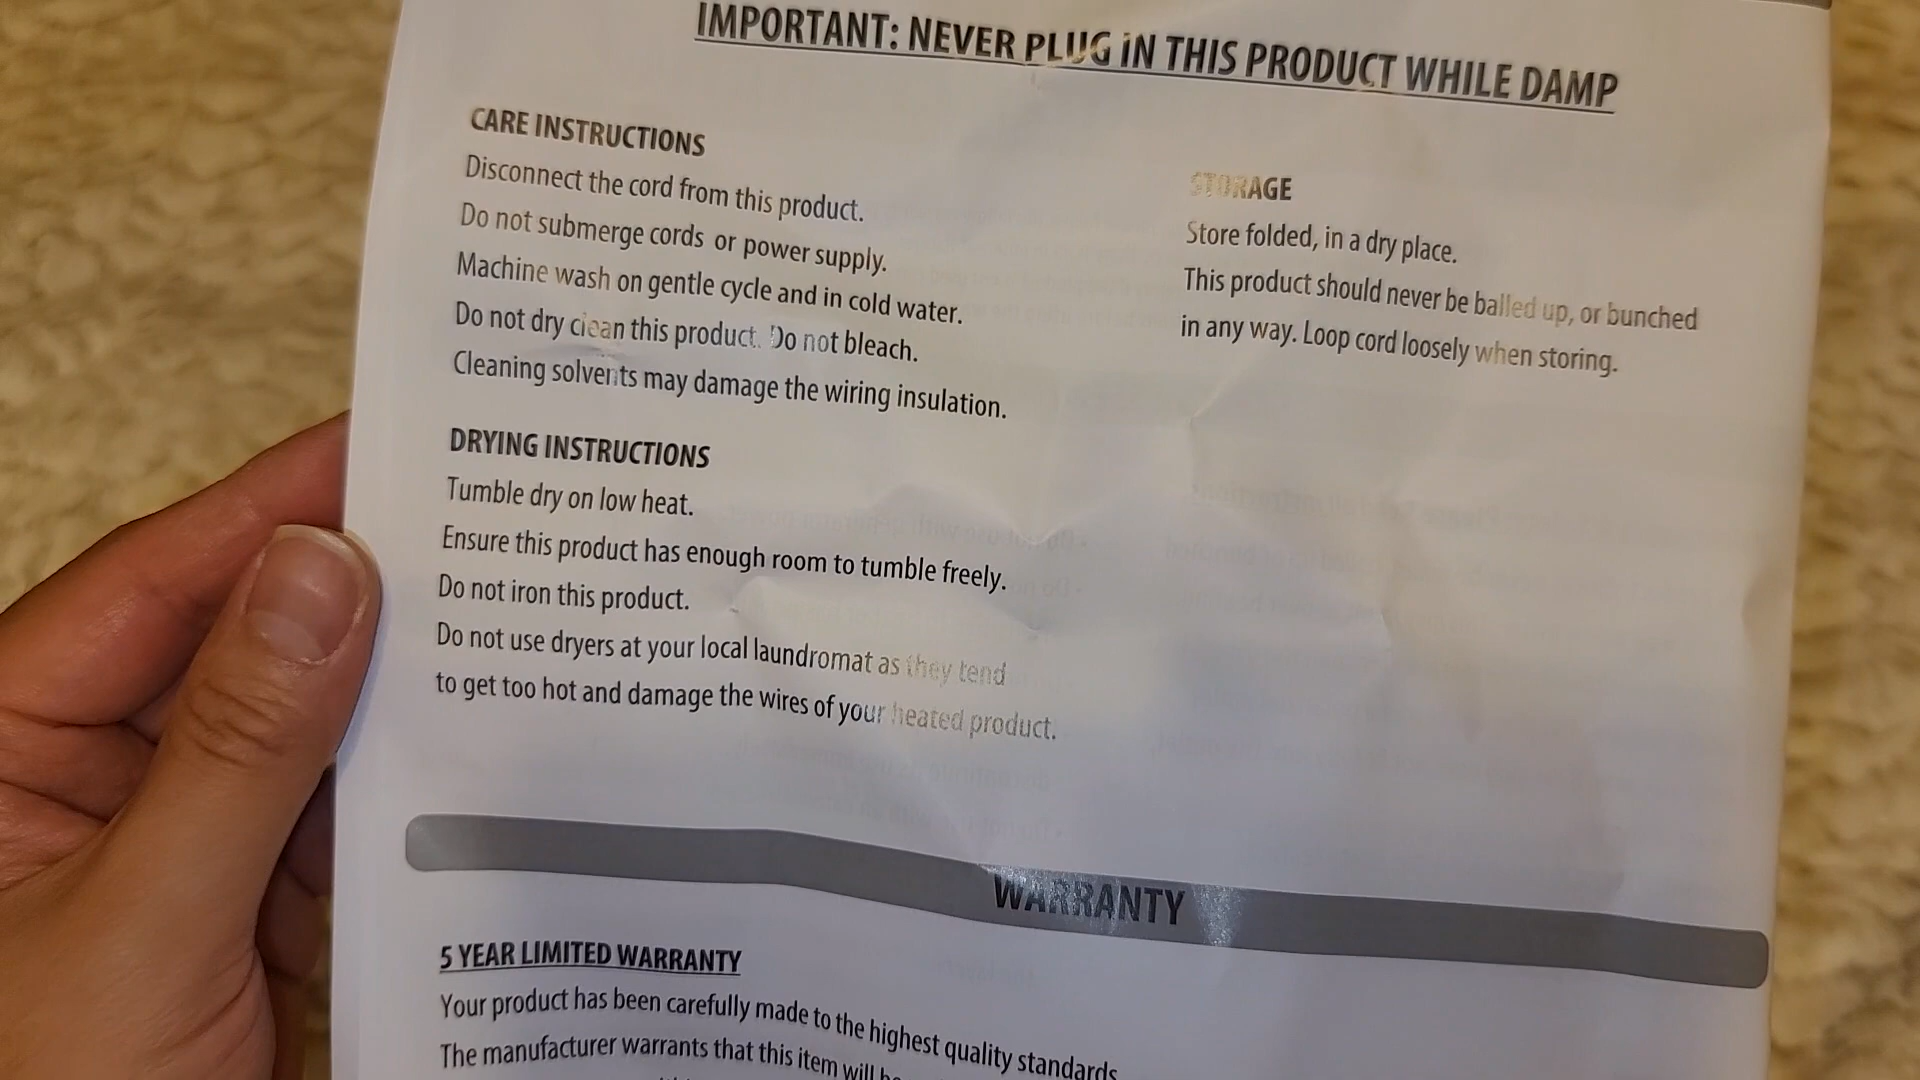 IMPORTANT: NEVER PLUG IN THIS PRODUCT WHILE DAMP
CARE INSTRUCTIONS
Disconnect the cord from this product.
Do not submerge cords or power supply.
Machine wash on gentle cycle and in cold water.
Do not dry clean this product. Do not bleach.
Cleaning solvents may damage the wiring insulation.
DRYING INSTRUCTIONS
Tumble dry on low heat.
Ensure this product has enough room to tumble freely.
Do not iron this product.
Do not use dryers at your local laundromat as they tend
to get too hot and damage the wires of your heated product.
STORAGE
Store folded, in a dry place.
This product should never be balled up, or bunched
in any way. Loop cord loosely when storing.
WARRANTY
5 YEAR LIMITED WARRANTY
Your product has been carefully made to the highest quality standards
The manufacturer warrants that this item will